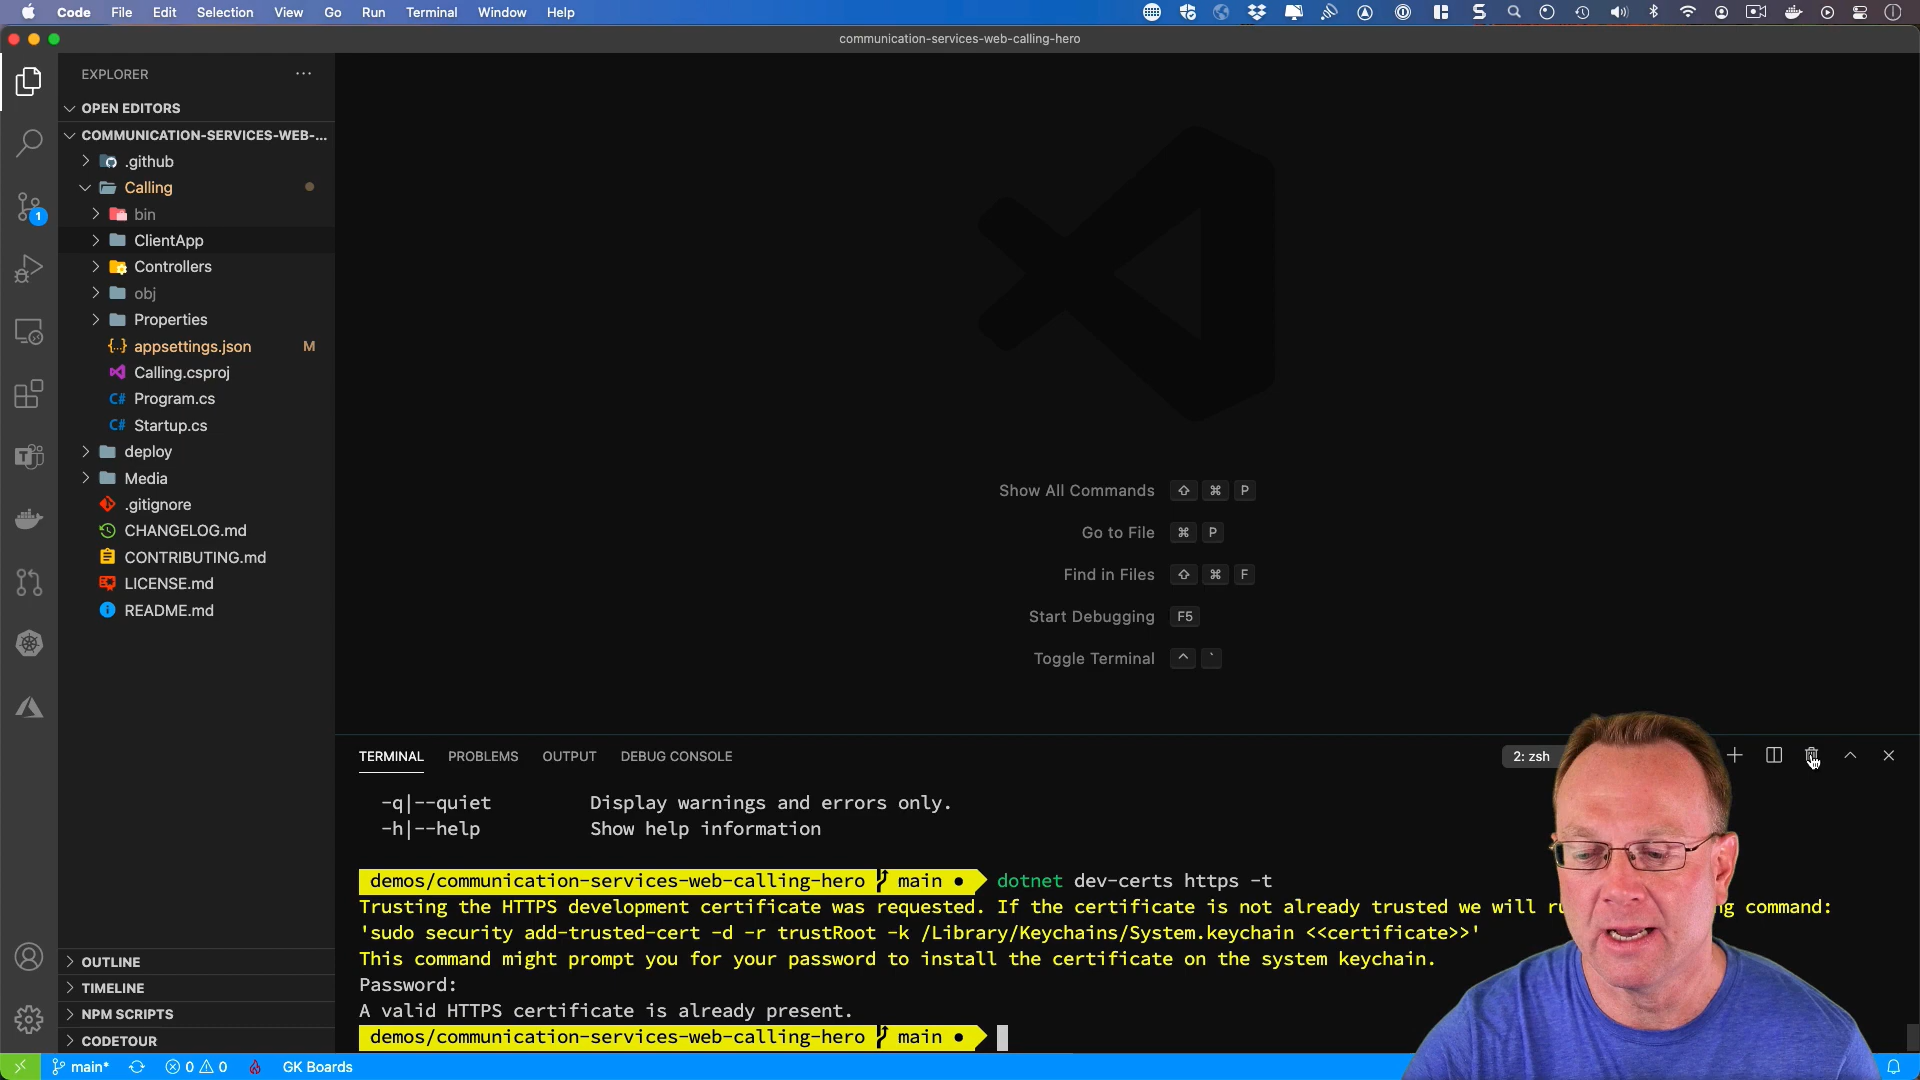 Code File Edit Selection View Go Run Terminal Window Help
communication-services-web-calling-hero
EXPLORER
OPEN EDITORS
COMMUNICATION-SERVICES-WEB-...
.github
Calling
bin
ClientApp
Controllers
obj
Properties
appsettings.json M
Calling.csproj
C# Program.cs
C# Startup.cs
deploy
Media
.gitignore
CHANGELOG.md
CONTRIBUTING.md
LICENSE.md
README.md
1
Show All Commands ⇧ ⌘ P
Go to File ⌘ P
Find in Files ⇧ ⌘ F
Start Debugging F5
Toggle Terminal ^ `
TERMINAL PROBLEMS OUTPUT DEBUG CONSOLE 2: zsh
-q|--quiet Display warnings and errors only.
-h|--help Show help information
demos/communication-services-web-calling-hero main ● dotnet dev-certs https -t
Trusting the HTTPS development certificate was requested. If the certificate is not already trusted we will command:
'sudo security add-trusted-cert -d -r trustRoot -k /Library/Keychains/System.keychain <<certificate>>'
This command might prompt you for your password to install the certificate on the system keychain.
Password:
A valid HTTPS certificate is already present.
demos/communication-services-web-calling-hero main ●
OUTLINE
TIMELINE
NPM SCRIPTS
CODETOUR
main* 0 0 GK Boards